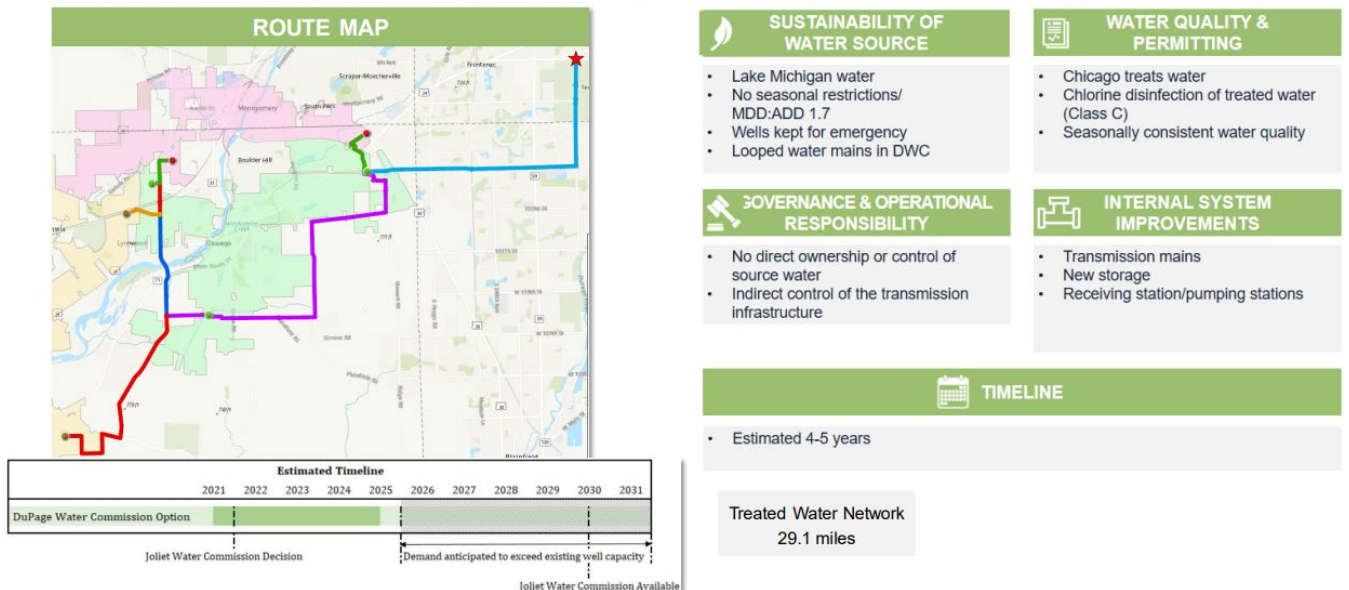 ROUTE MAP
Frontenac
Scraper-Moecherville
Montgomery
South Park
Boulder Hill
Lynwood
Oswego
Plainfield
SUSTAINABILITY OF
WATER SOURCE
• Lake Michigan water
• No seasonal restrictions/
MDD:ADD 1.7
• Wells kept for emergency
• Looped water mains in DWC
WATER QUALITY &
PERMITTING
• Chicago treats water
• Chlorine disinfection of treated water
(Class C)
• Seasonally consistent water quality
GOVERNANCE & OPERATIONAL
RESPONSIBILITY
• No direct ownership or control of
source water
• Indirect control of the transmission
infrastructure
INTERNAL SYSTEM
IMPROVEMENTS
• Transmission mains
• New storage
• Receiving station/pumping stations
TIMELINE
• Estimated 4-5 years
Estimated Timeline
2021 2022 2023 2024 2025 2026 2027 2028 2029 2030 2031
DuPage Water Commission Option
Joliet Water Commission Decision
Demand anticipated to exceed existing well capacity
Joliet Water Commission Available
Treated Water Network
29.1 miles